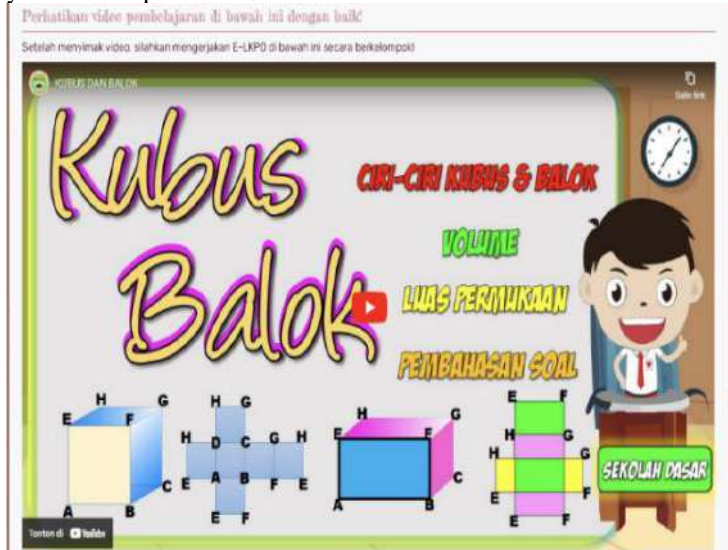 Perhatikan video pembelajaran di bawah ini dengan baik!
Setelah menyimak video, silahkan mengerjakan E-LKPD di bawah ini secara berkelompok!
KUBUS DAN BALOK
Salin link
Kubus
Balok
CIRI-CIRI KUBUS & BALOK
VOLUME
LUAS PERMUKAAN
PEMBAHASAN SOAL
H G
E F
C
A B
H G
H D C G H
E A B F E
E F
H G
E F
C
A B
E F
H G
H G
E F
E F
SEKOLAH DASAR
Tonton di YouTube